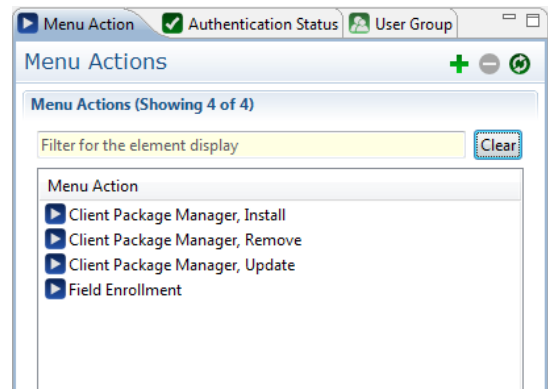 Menu Action Authentication Status User Group
Menu Actions
Menu Actions (Showing 4 of 4)
Filter for the element display Clear
Menu Action
Client Package Manager, Install
Client Package Manager, Remove
Client Package Manager, Update
Field Enrollment